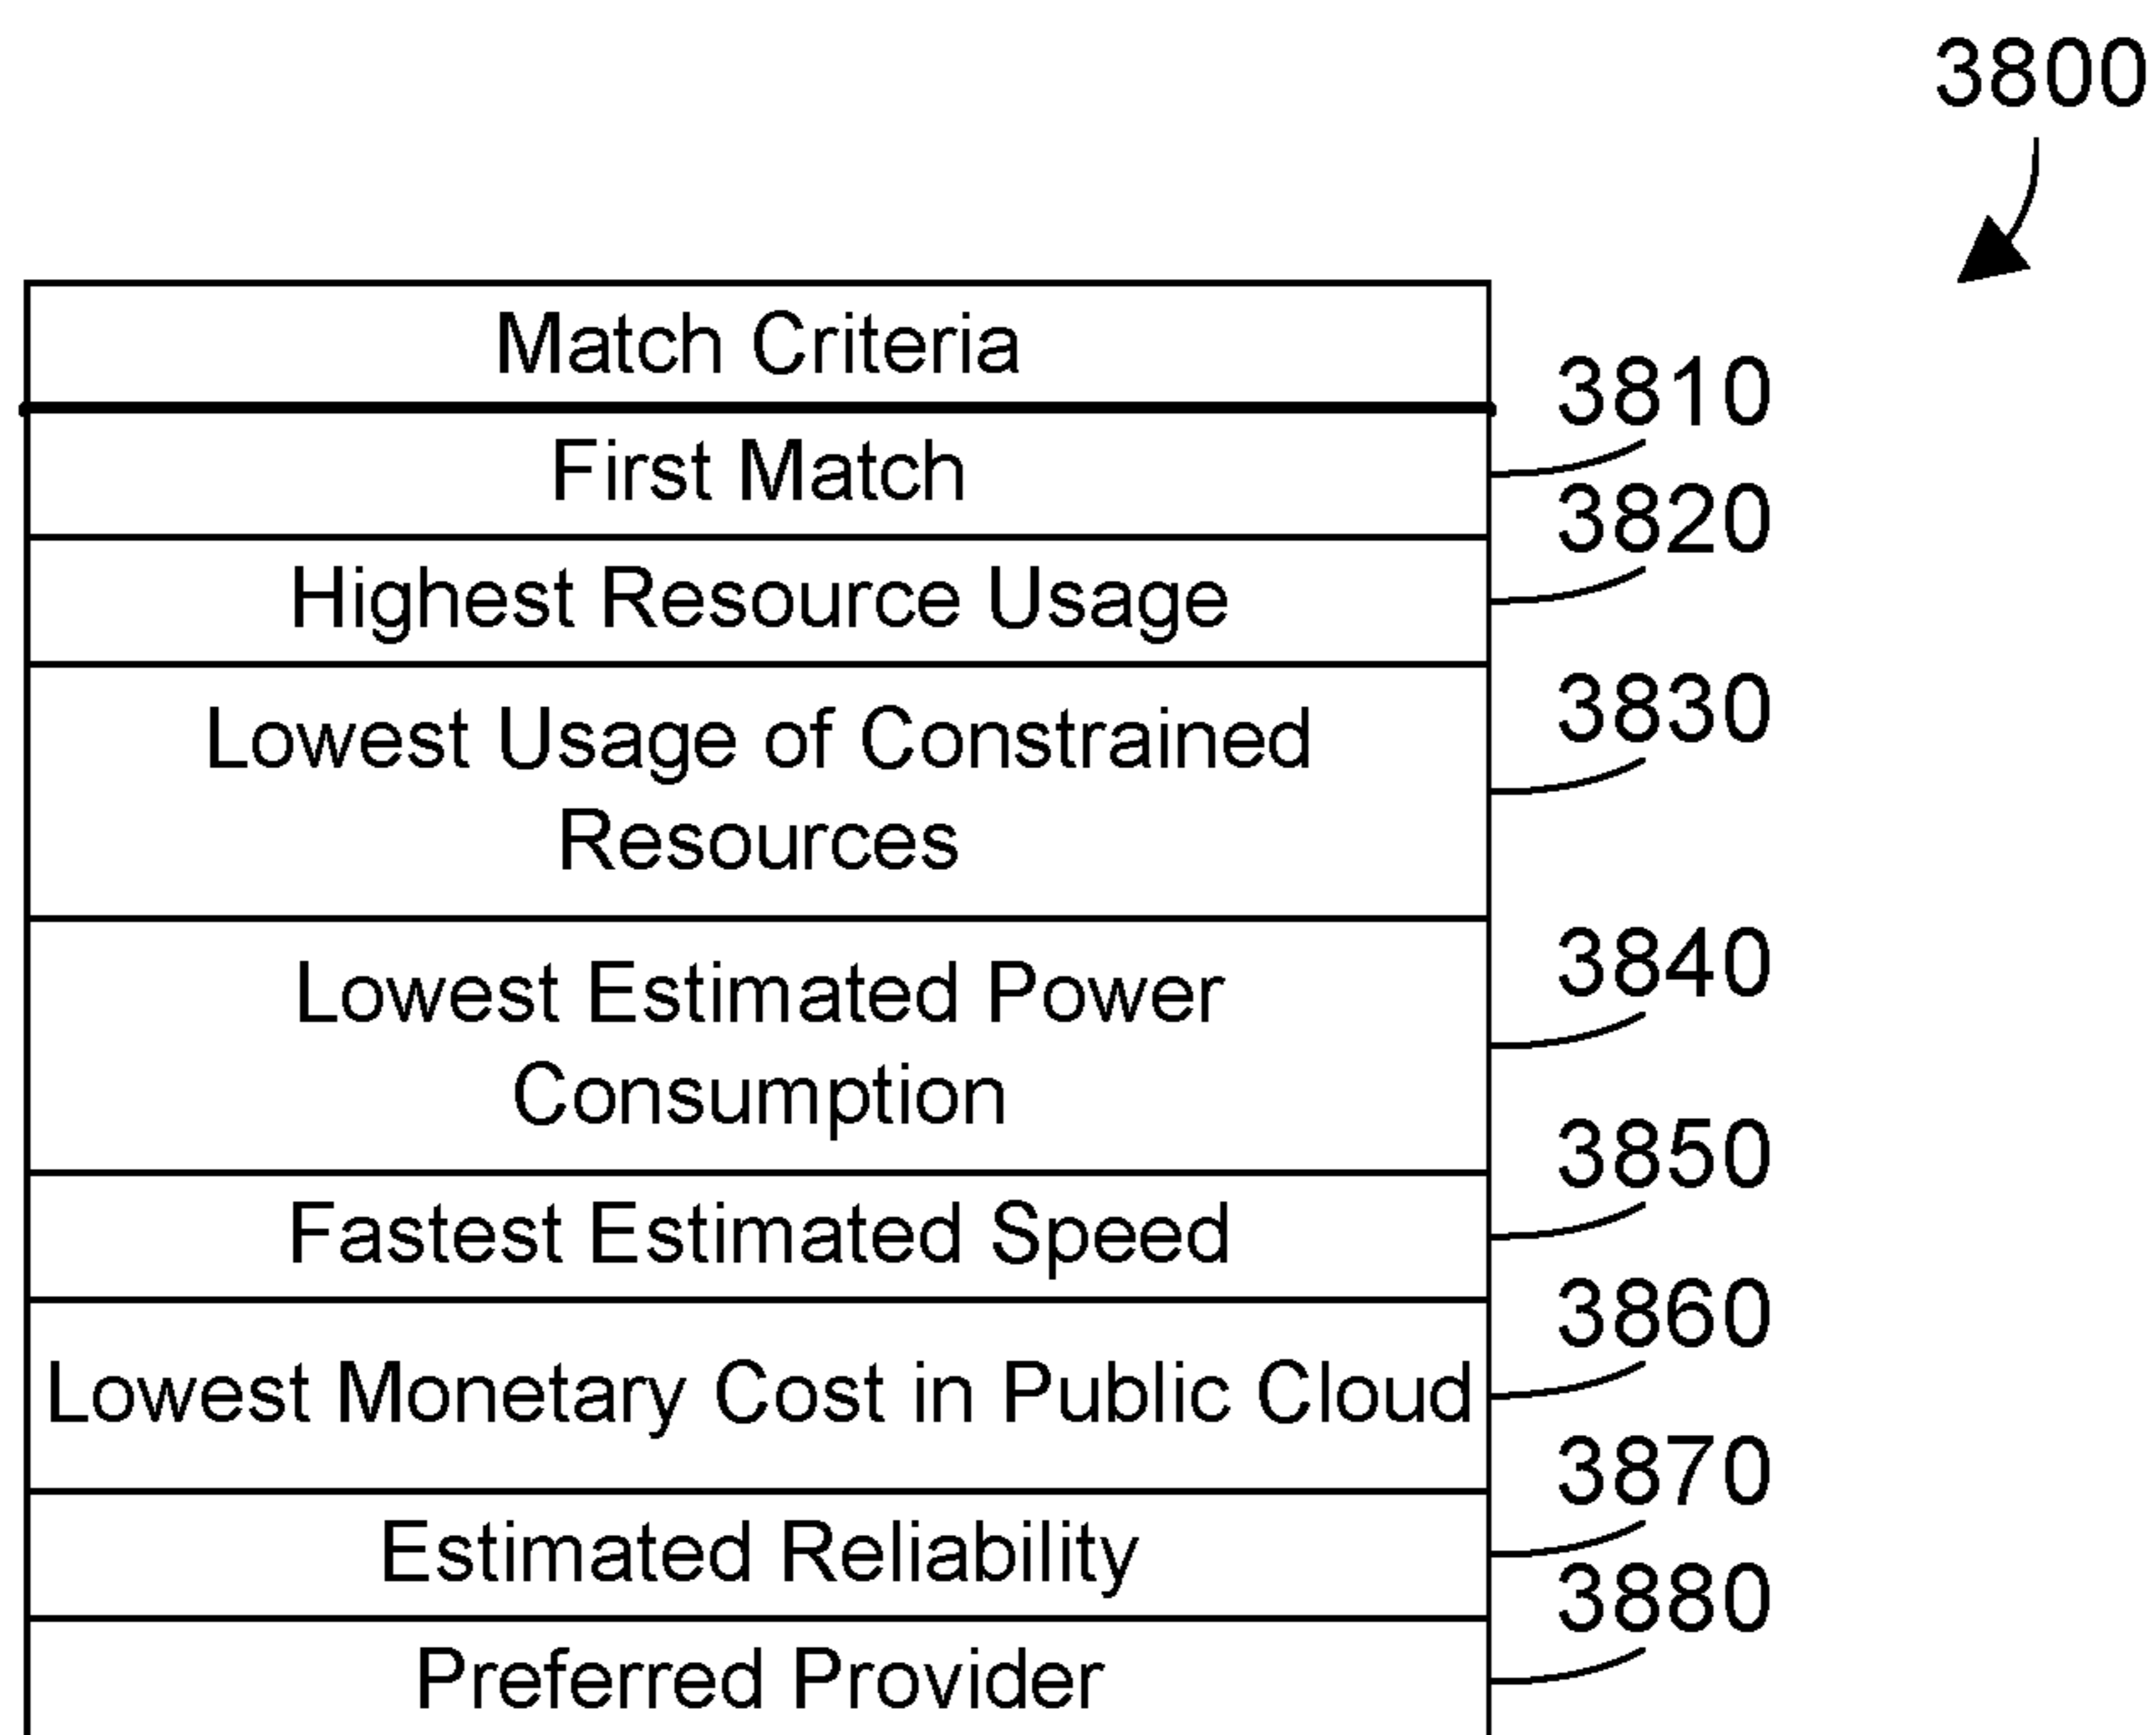 3800
Match Criteria
3810
First Match
3820
Highest Resource Usage
3830
Lowest Usage of Constrained
Resources
3840
Lowest Estimated Power
Consumption
3850
Fastest Estimated Speed
3860
Lowest Monetary Cost in Public Cloud
3870
Estimated Reliability
3880
Preferred Provider